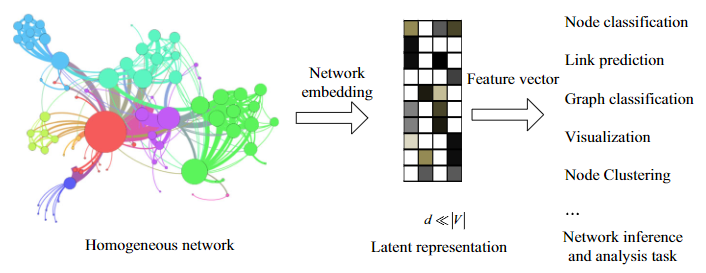 Homogeneous network
Network
embedding
d ≪ |V|
Latent representation
Feature vector
Node classification
Link prediction
Graph classification
Visualization
Node Clustering
...
Network inference
and analysis task